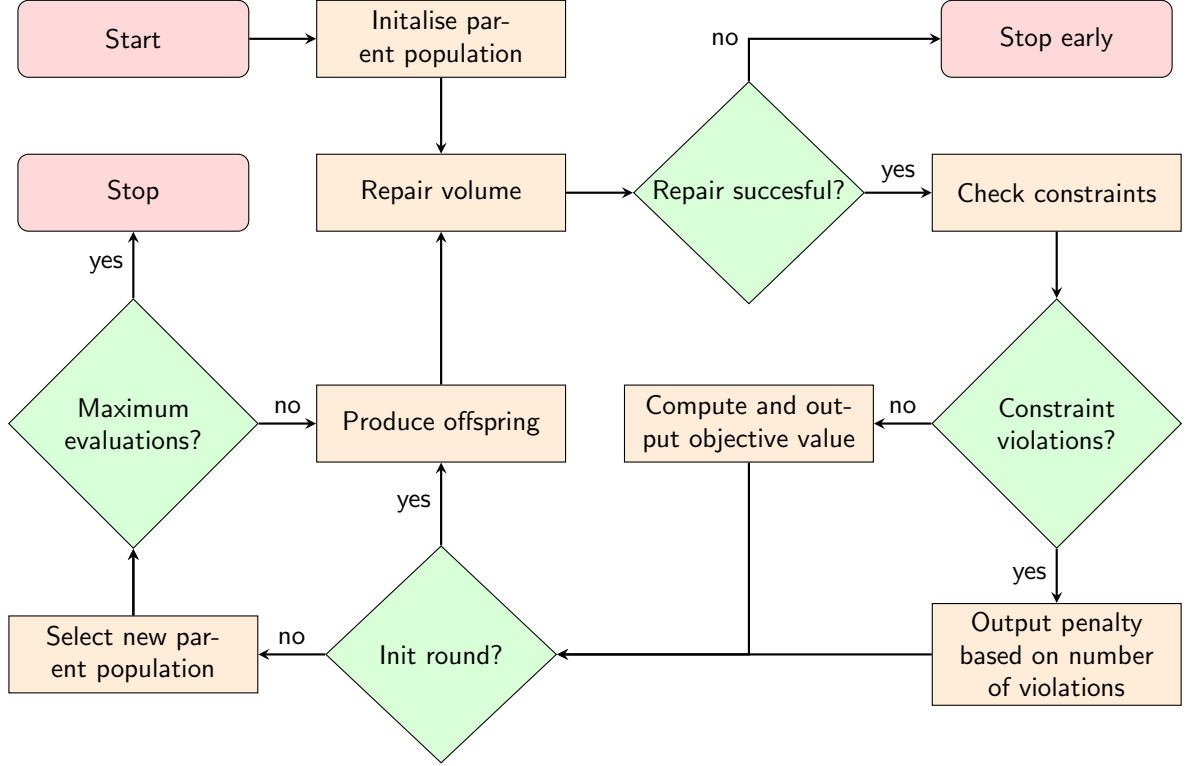 Start
Initalise par-
ent population
no
Stop early
Stop
Repair volume
Repair succesful?
yes
Check constraints
yes
Maximum
evaluations?
no
Produce offspring
Compute and out-
put objective value
no
Constraint
violations?
yes
yes
Select new par-
ent population
no
Init round?
Output penalty
based on number
of violations